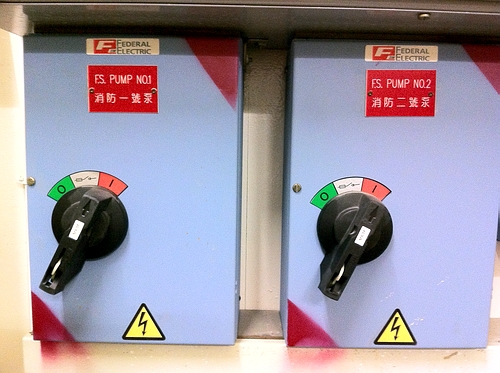 FEDERAL
ELECTRIC
F.S. PUMP NO.1
消防一號泵
O
I
FEDERAL
ELECTRIC
F.S. PUMP NO.2
消防二號泵
O
I